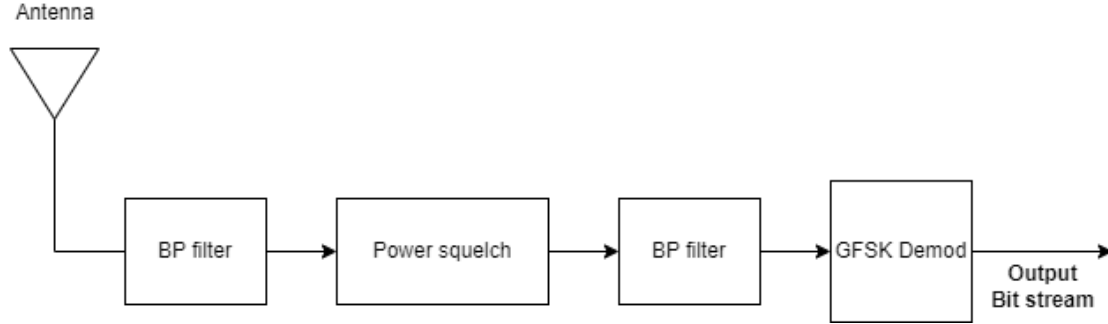 Antenna
BP filter
Power squelch
BP filter
GFSK Demod
Output
Bit stream